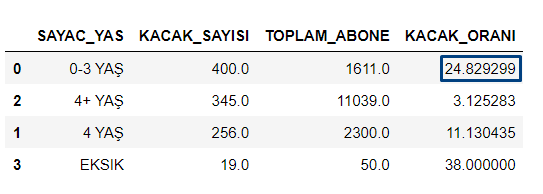 SAYAC_YAS KACAK_SAYISI TOPLAM_ABONE KACAK_ORANI
0 0-3 YAŞ 400.0 1611.0 24.829299
2 4+ YAŞ 345.0 11039.0 3.125283
1 4 YAŞ 256.0 2300.0 11.130435
3 EKSIK 19.0 50.0 38.000000